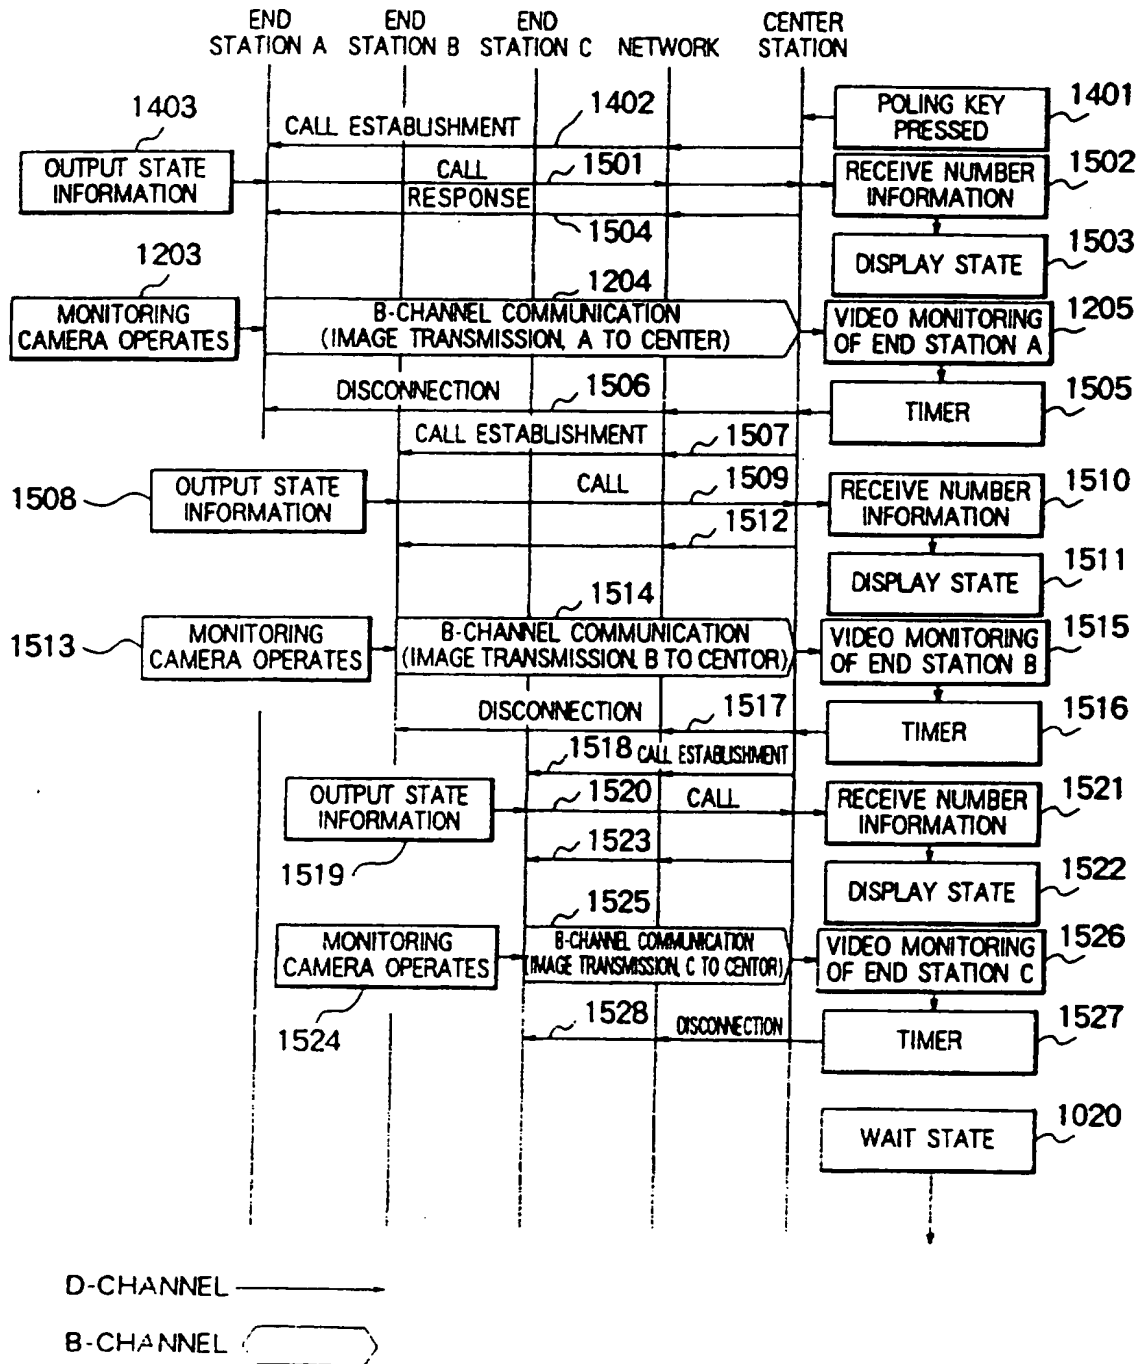 END STATION A
END STATION B
END STATION C
NETWORK
CENTER STATION
POLING KEY PRESSED
1401
1402
1403
CALL ESTABLISHMENT
OUTPUT STATE INFORMATION
CALL
1501
RECEIVE NUMBER INFORMATION
1502
RESPONSE
1504
DISPLAY STATE
1503
1203
1204
MONITORING CAMERA OPERATES
B-CHANNEL COMMUNICATION
(IMAGE TRANSMISSION, A TO CENTER)
VIDEO MONITORING OF END STATION A
1205
DISCONNECTION
1506
TIMER
1505
CALL ESTABLISHMENT
1507
1508
OUTPUT STATE INFORMATION
CALL
1509
RECEIVE NUMBER INFORMATION
1510
1512
DISPLAY STATE
1511
1514
1513
MONITORING CAMERA OPERATES
B-CHANNEL COMMUNICATION
(IMAGE TRANSMISSION, B TO CENTOR)
VIDEO MONITORING OF END STATION B
1515
DISCONNECTION
1517
TIMER
1516
1518
CALL ESTABLISHMENT
OUTPUT STATE INFORMATION
1519
1520
CALL
RECEIVE NUMBER INFORMATION
1521
1523
DISPLAY STATE
1522
1525
MONITORING CAMERA OPERATES
1524
B-CHANNEL COMMUNICATION
(IMAGE TRANSMISSION, C TO CENTOR)
VIDEO MONITORING OF END STATION C
1526
1528
DISCONNECTION
TIMER
1527
WAIT STATE
1020
D-CHANNEL
B-CHANNEL